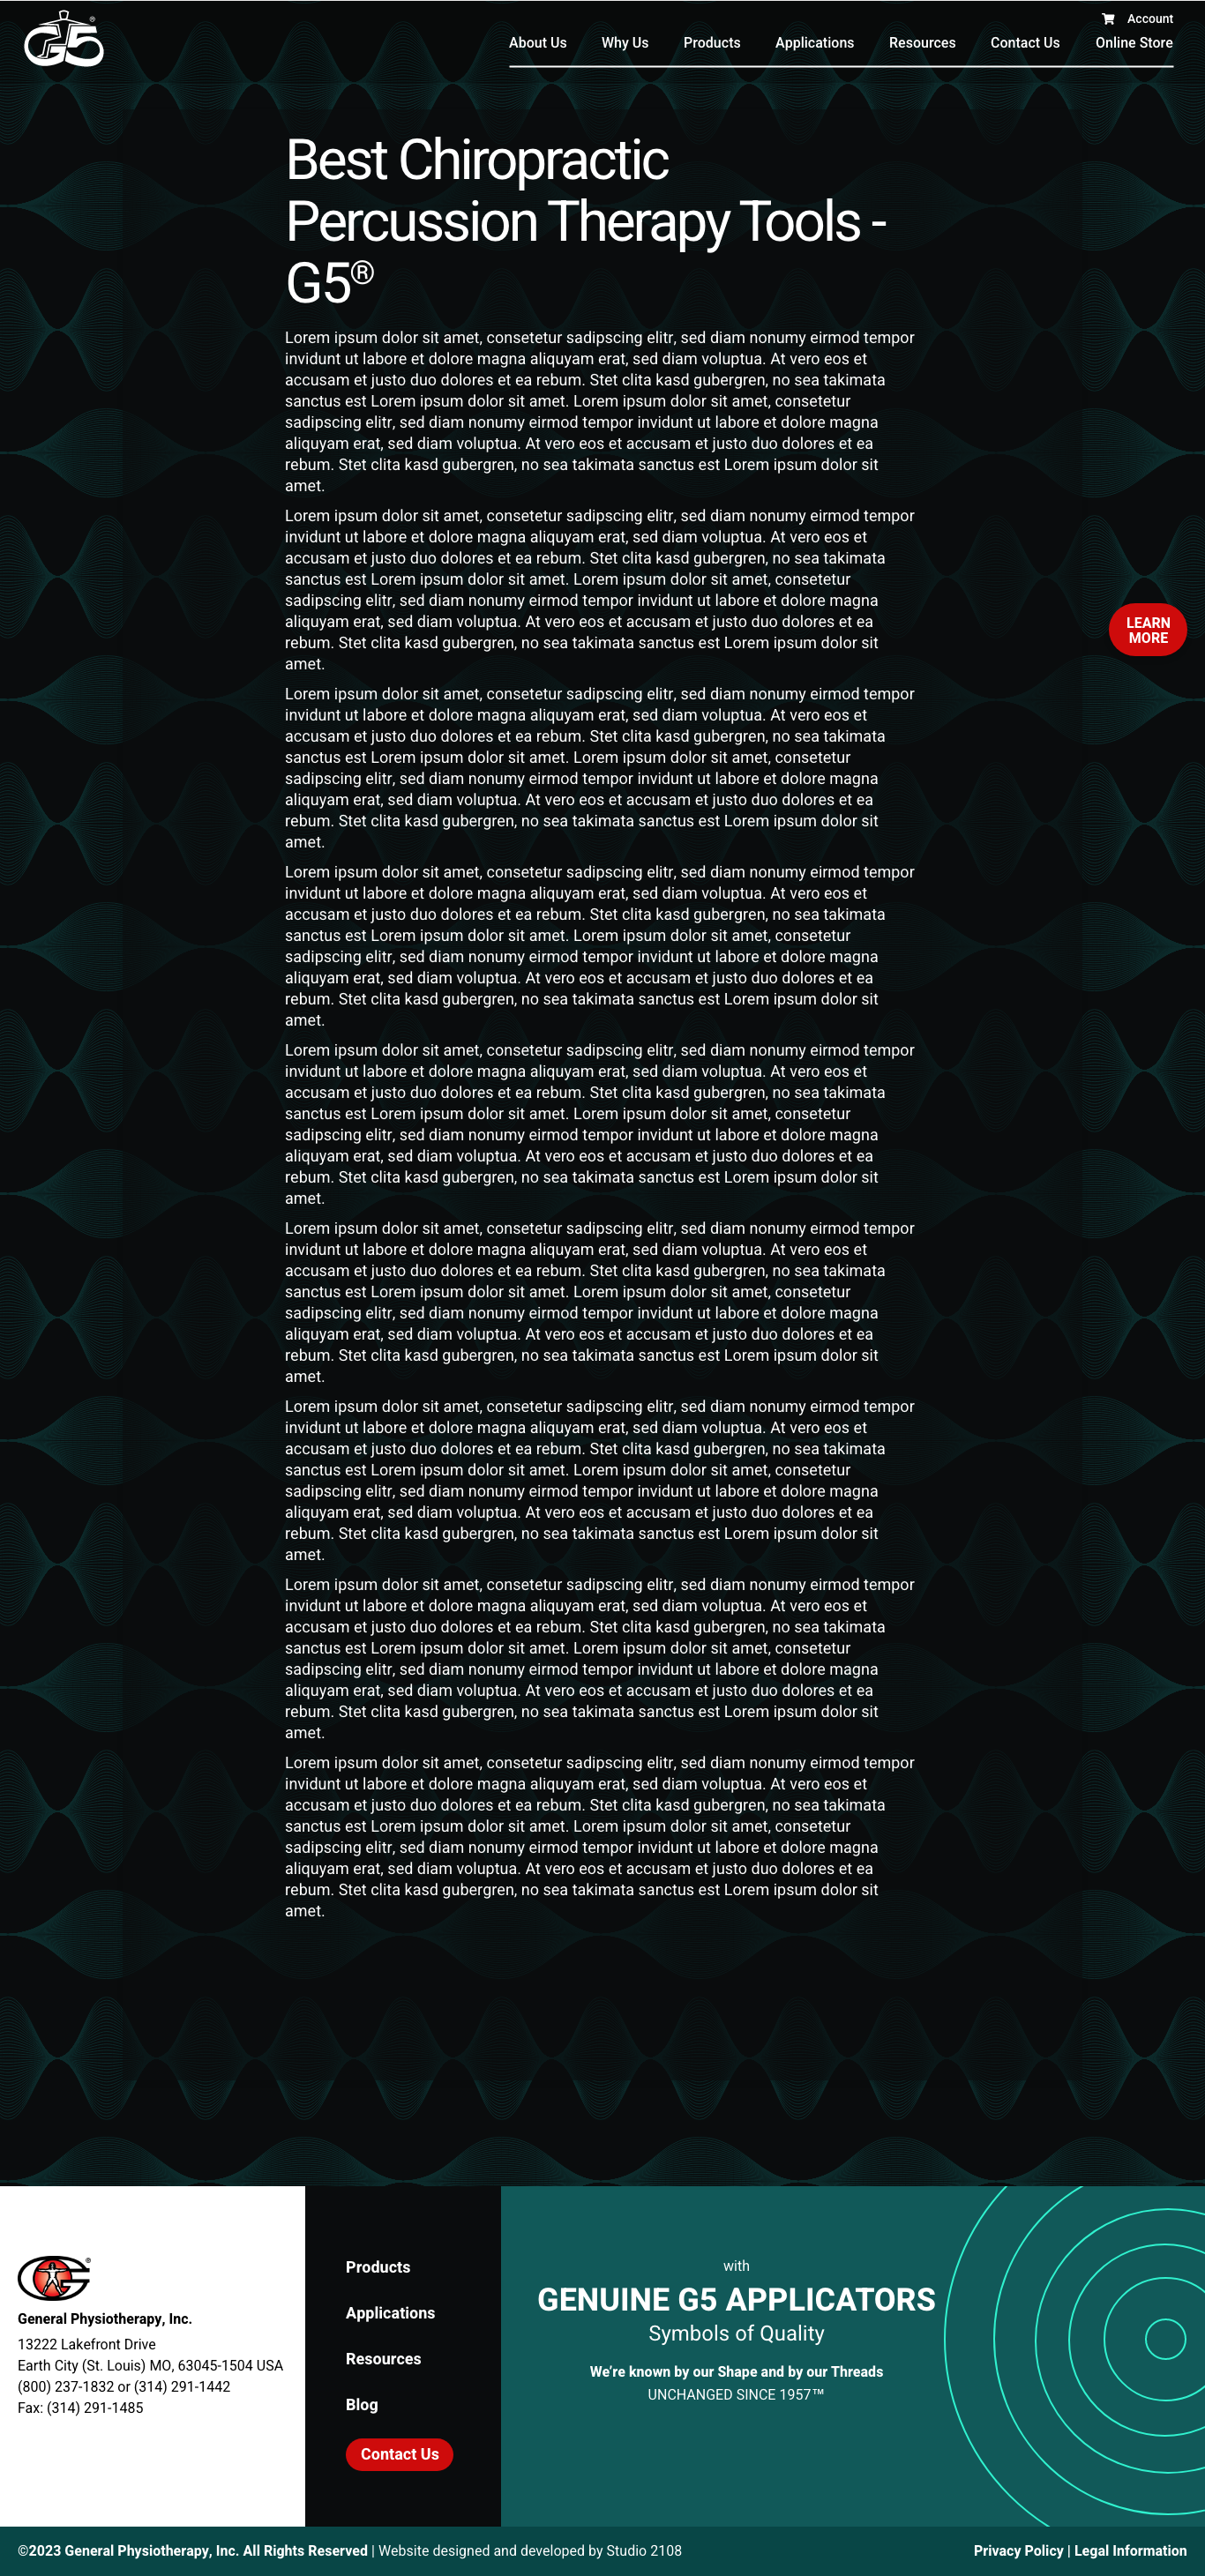 G5®
Account
About Us Why Us Products Applications Resources Contact Us Online Store
Best Chiropractic
Percussion Therapy Tools -
G5®
Lorem ipsum dolor sit amet, consetetur sadipscing elitr, sed diam nonumy eirmod tempor
invidunt ut labore et dolore magna aliquyam erat, sed diam voluptua. At vero eos et
accusam et justo duo dolores et ea rebum. Stet clita kasd gubergren, no sea takimata
sanctus est Lorem ipsum dolor sit amet. Lorem ipsum dolor sit amet, consetetur
sadipscing elitr, sed diam nonumy eirmod tempor invidunt ut labore et dolore magna
aliquyam erat, sed diam voluptua. At vero eos et accusam et justo duo dolores et ea
rebum. Stet clita kasd gubergren, no sea takimata sanctus est Lorem ipsum dolor sit
amet.
Lorem ipsum dolor sit amet, consetetur sadipscing elitr, sed diam nonumy eirmod tempor
invidunt ut labore et dolore magna aliquyam erat, sed diam voluptua. At vero eos et
accusam et justo duo dolores et ea rebum. Stet clita kasd gubergren, no sea takimata
sanctus est Lorem ipsum dolor sit amet. Lorem ipsum dolor sit amet, consetetur
sadipscing elitr, sed diam nonumy eirmod tempor invidunt ut labore et dolore magna
aliquyam erat, sed diam voluptua. At vero eos et accusam et justo duo dolores et ea
rebum. Stet clita kasd gubergren, no sea takimata sanctus est Lorem ipsum dolor sit
amet.
LEARN
MORE
Lorem ipsum dolor sit amet, consetetur sadipscing elitr, sed diam nonumy eirmod tempor
invidunt ut labore et dolore magna aliquyam erat, sed diam voluptua. At vero eos et
accusam et justo duo dolores et ea rebum. Stet clita kasd gubergren, no sea takimata
sanctus est Lorem ipsum dolor sit amet. Lorem ipsum dolor sit amet, consetetur
sadipscing elitr, sed diam nonumy eirmod tempor invidunt ut labore et dolore magna
aliquyam erat, sed diam voluptua. At vero eos et accusam et justo duo dolores et ea
rebum. Stet clita kasd gubergren, no sea takimata sanctus est Lorem ipsum dolor sit
amet.
Lorem ipsum dolor sit amet, consetetur sadipscing elitr, sed diam nonumy eirmod tempor
invidunt ut labore et dolore magna aliquyam erat, sed diam voluptua. At vero eos et
accusam et justo duo dolores et ea rebum. Stet clita kasd gubergren, no sea takimata
sanctus est Lorem ipsum dolor sit amet. Lorem ipsum dolor sit amet, consetetur
sadipscing elitr, sed diam nonumy eirmod tempor invidunt ut labore et dolore magna
aliquyam erat, sed diam voluptua. At vero eos et accusam et justo duo dolores et ea
rebum. Stet clita kasd gubergren, no sea takimata sanctus est Lorem ipsum dolor sit
amet.
Lorem ipsum dolor sit amet, consetetur sadipscing elitr, sed diam nonumy eirmod tempor
invidunt ut labore et dolore magna aliquyam erat, sed diam voluptua. At vero eos et
accusam et justo duo dolores et ea rebum. Stet clita kasd gubergren, no sea takimata
sanctus est Lorem ipsum dolor sit amet. Lorem ipsum dolor sit amet, consetetur
sadipscing elitr, sed diam nonumy eirmod tempor invidunt ut labore et dolore magna
aliquyam erat, sed diam voluptua. At vero eos et accusam et justo duo dolores et ea
rebum. Stet clita kasd gubergren, no sea takimata sanctus est Lorem ipsum dolor sit
amet.
Lorem ipsum dolor sit amet, consetetur sadipscing elitr, sed diam nonumy eirmod tempor
invidunt ut labore et dolore magna aliquyam erat, sed diam voluptua. At vero eos et
accusam et justo duo dolores et ea rebum. Stet clita kasd gubergren, no sea takimata
sanctus est Lorem ipsum dolor sit amet. Lorem ipsum dolor sit amet, consetetur
sadipscing elitr, sed diam nonumy eirmod tempor invidunt ut labore et dolore magna
aliquyam erat, sed diam voluptua. At vero eos et accusam et justo duo dolores et ea
rebum. Stet clita kasd gubergren, no sea takimata sanctus est Lorem ipsum dolor sit
amet.
Lorem ipsum dolor sit amet, consetetur sadipscing elitr, sed diam nonumy eirmod tempor
invidunt ut labore et dolore magna aliquyam erat, sed diam voluptua. At vero eos et
accusam et justo duo dolores et ea rebum. Stet clita kasd gubergren, no sea takimata
sanctus est Lorem ipsum dolor sit amet. Lorem ipsum dolor sit amet, consetetur
sadipscing elitr, sed diam nonumy eirmod tempor invidunt ut labore et dolore magna
aliquyam erat, sed diam voluptua. At vero eos et accusam et justo duo dolores et ea
rebum. Stet clita kasd gubergren, no sea takimata sanctus est Lorem ipsum dolor sit
amet.
Lorem ipsum dolor sit amet, consetetur sadipscing elitr, sed diam nonumy eirmod tempor
invidunt ut labore et dolore magna aliquyam erat, sed diam voluptua. At vero eos et
accusam et justo duo dolores et ea rebum. Stet clita kasd gubergren, no sea takimata
sanctus est Lorem ipsum dolor sit amet. Lorem ipsum dolor sit amet, consetetur
sadipscing elitr, sed diam nonumy eirmod tempor invidunt ut labore et dolore magna
aliquyam erat, sed diam voluptua. At vero eos et accusam et justo duo dolores et ea
rebum. Stet clita kasd gubergren, no sea takimata sanctus est Lorem ipsum dolor sit
amet.
Lorem ipsum dolor sit amet, consetetur sadipscing elitr, sed diam nonumy eirmod tempor
invidunt ut labore et dolore magna aliquyam erat, sed diam voluptua. At vero eos et
accusam et justo duo dolores et ea rebum. Stet clita kasd gubergren, no sea takimata
sanctus est Lorem ipsum dolor sit amet. Lorem ipsum dolor sit amet, consetetur
sadipscing elitr, sed diam nonumy eirmod tempor invidunt ut labore et dolore magna
aliquyam erat, sed diam voluptua. At vero eos et accusam et justo duo dolores et ea
rebum. Stet clita kasd gubergren, no sea takimata sanctus est Lorem ipsum dolor sit
amet.
G®
General Physiotherapy, Inc.
13222 Lakefront Drive
Earth City (St. Louis) MO, 63045-1504 USA
(800) 237-1832 or (314) 291-1442
Fax: (314) 291-1485
Products
Applications
Resources
Blog
Contact Us
with
GENUINE G5 APPLICATORS
Symbols of Quality
We’re known by our Shape and by our Threads
UNCHANGED SINCE 1957™
©2023 General Physiotherapy, Inc. All Rights Reserved | Website designed and developed by Studio 2108
Privacy Policy | Legal Information